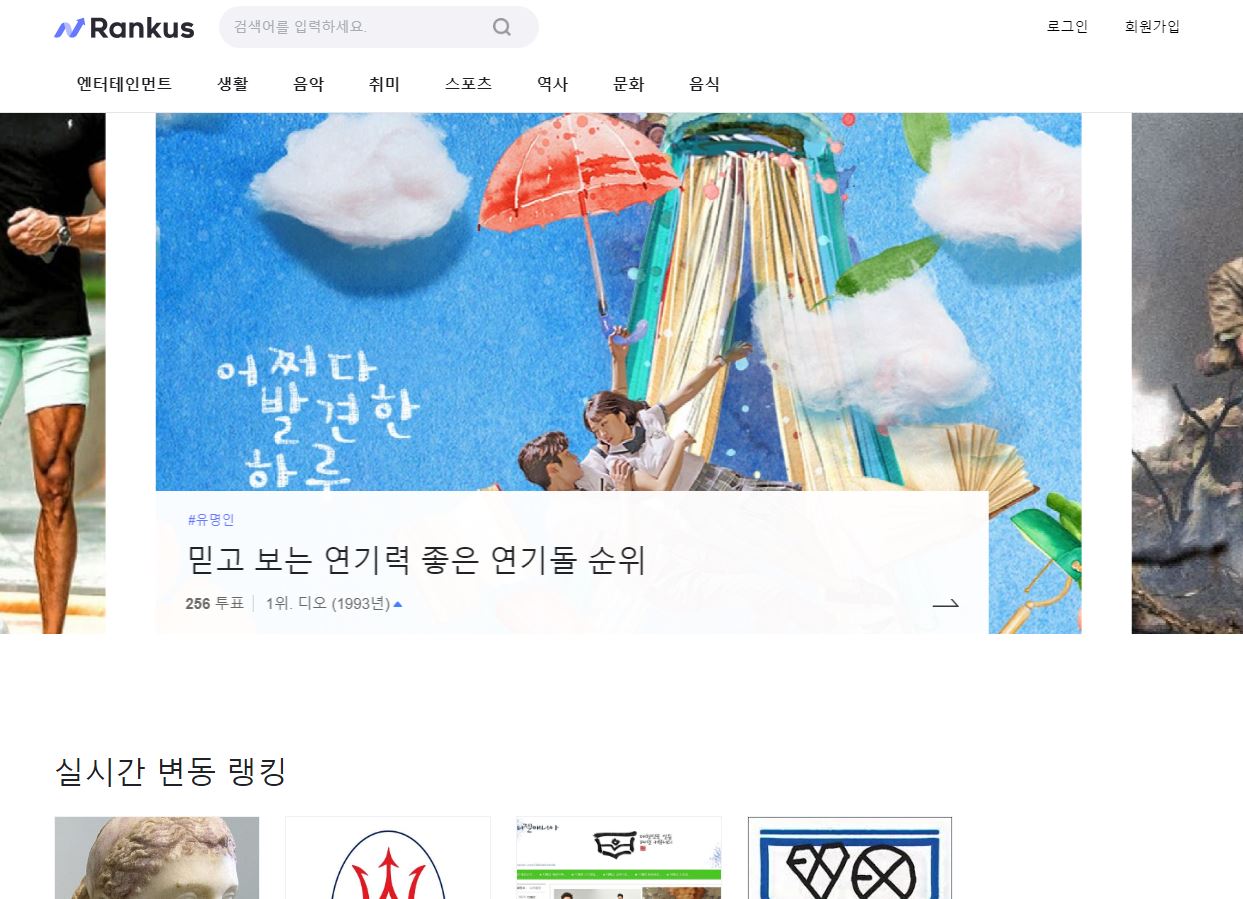 Rankus
검색어를 입력하세요.
로그인
회원가입
엔터테인먼트 생활 음악 취미 스포츠 역사 문화 음식
어쩌다
발견한
하루
#유명인
믿고 보는 연기력 좋은 연기돌 순위
256 투표 1위. 디오 (1993년)
실시간 변동 랭킹
EXO